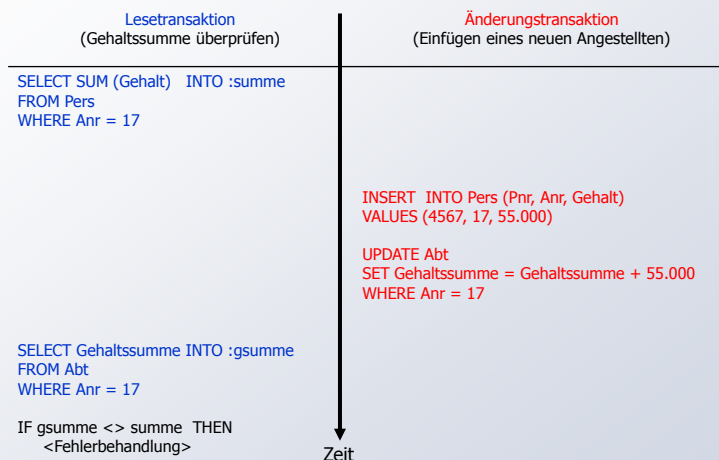 Lesetransaktion
(Gehaltssumme überprüfen)
Änderungstransaktion
(Einfügen eines neuen Angestellten)
SELECT SUM (Gehalt) INTO :summe
FROM Pers
WHERE Anr = 17
INSERT INTO Pers (Pnr, Anr, Gehalt)
VALUES (4567, 17, 55.000)
UPDATE Abt
SET Gehaltssumme = Gehaltssumme + 55.000
WHERE Anr = 17
SELECT Gehaltssumme INTO :gsumme
FROM Abt
WHERE Anr = 17
IF gsumme <> summe THEN
<Fehlerbehandlung>
Zeit